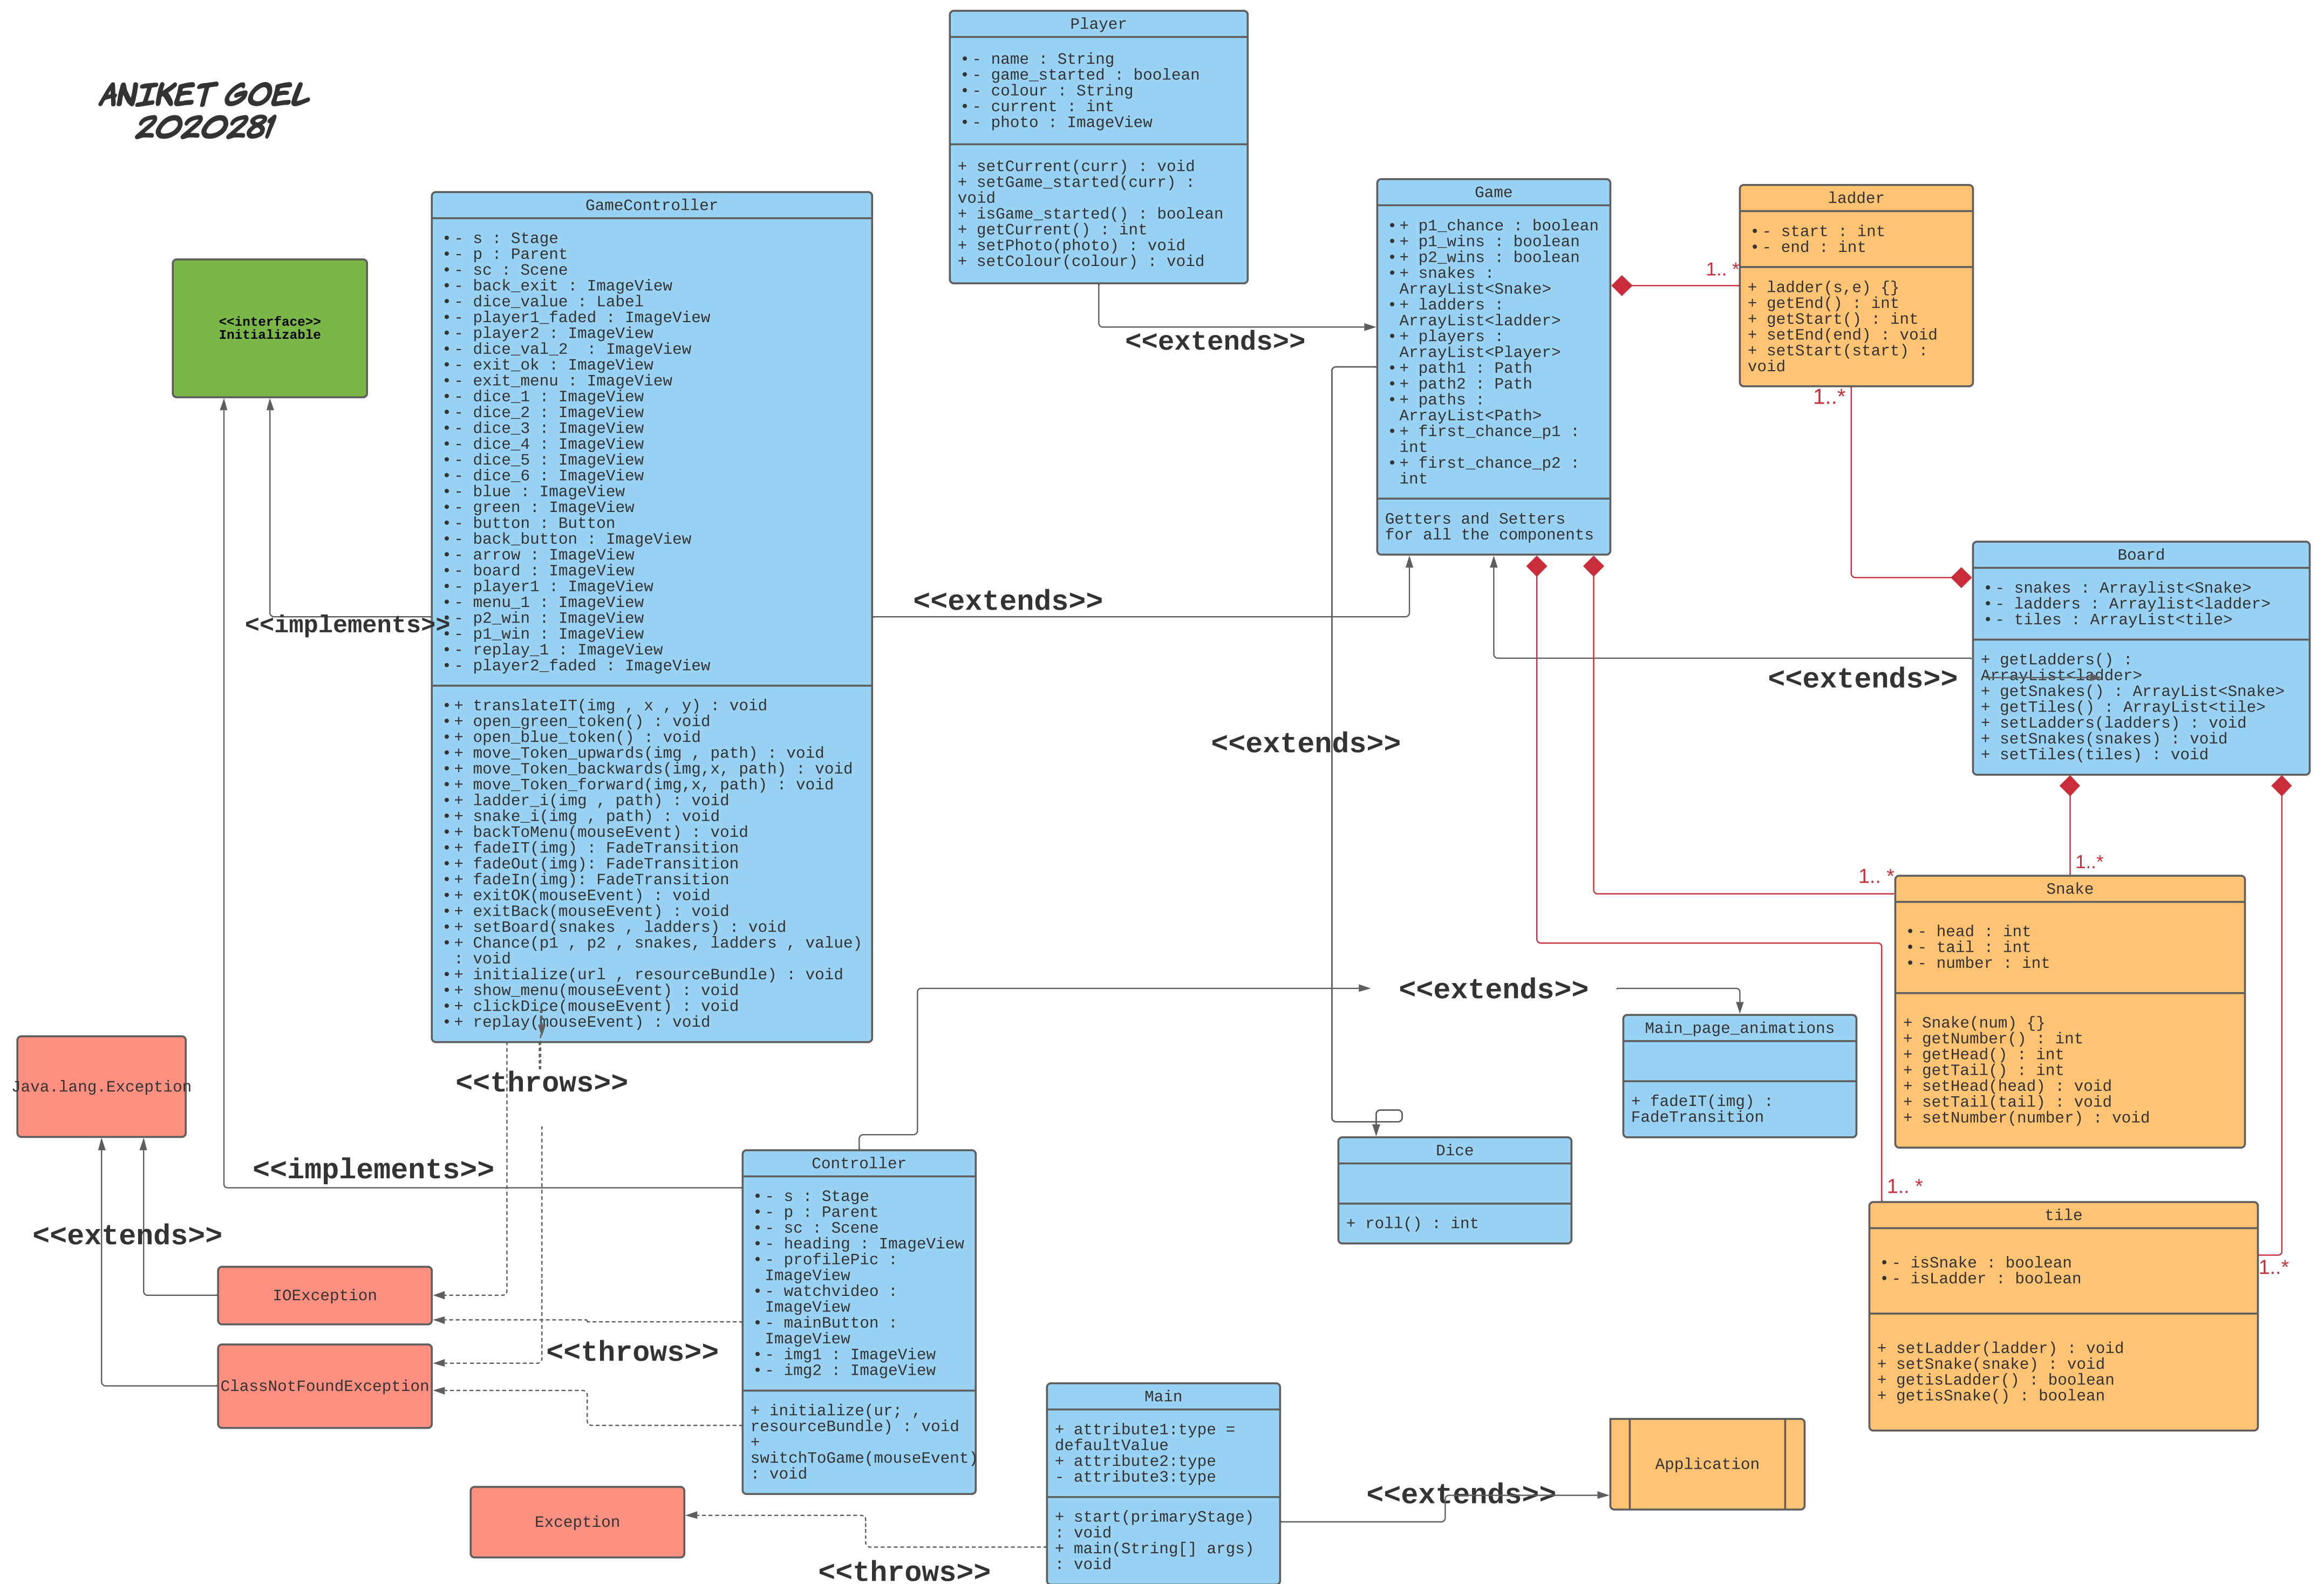 ANIKET GOEL
2020281
Player
•- name : String
•- game_started : boolean
•- colour : String
•- current : int
•- photo : ImageView
+ setCurrent(curr) : void
+ setGame_started(curr) :
void
+ isGame_started() : boolean
+ getCurrent() : int
+ setPhoto(photo) : void
+ setColour(colour) : void
<<extends>>
<<interface>>
Initializable
<<implements>>
GameController
•- s : Stage
•- p : Parent
•- sc : Scene
•- back_exit : ImageView
•- dice_value : Label
•- player1_faded : ImageView
•- player2 : ImageView
•- dice_val_2  : ImageView
•- exit_ok : ImageView
•- exit_menu : ImageView
•- dice_1 : ImageView
•- dice_2 : ImageView
•- dice_3 : ImageView
•- dice_4 : ImageView
•- dice_5 : ImageView
•- dice_6 : ImageView
•- blue : ImageView
•- green : ImageView
•- button : Button
•- back_button : ImageView
•- arrow : ImageView
•- board : ImageView
•- player1 : ImageView
•- menu_1 : ImageView
•- p2_win : ImageView
•- p1_win : ImageView
•- replay_1 : ImageView
•- player2_faded : ImageView
•+ translateIT(img , x , y) : void
•+ open_green_token() : void
•+ open_blue_token() : void
•+ move_Token_upwards(img , path) : void
•+ move_Token_backwards(img,x, path) : void
•+ move_Token_forward(img,x, path) : void
•+ ladder_i(img , path) : void
•+ snake_i(img , path) : void
•+ backToMenu(mouseEvent) : void
•+ fadeIT(img) : FadeTransition
•+ fadeOut(img): FadeTransition
•+ fadeIn(img): FadeTransition
•+ exitOK(mouseEvent) : void
•+ exitBack(mouseEvent) : void
•+ setBoard(snakes , ladders) : void
•+ Chance(p1 , p2 , snakes, ladders , value)
: void
•+ initialize(url , resourceBundle) : void
•+ show_menu(mouseEvent) : void
•+ clickDice(mouseEvent) : void
•+ replay(mouseEvent) : void
<<extends>>
Game
•+ p1_chance : boolean
•+ p1_wins : boolean
•+ p2_wins : boolean
•+ snakes :
ArrayList<Snake>
•+ ladders :
ArrayList<ladder>
•+ players :
ArrayList<Player>
•+ path1 : Path
•+ path2 : Path
•+ paths :
ArrayList<Path>
•+ first_chance_p1 :
int
•+ first_chance_p2 :
int
Getters and Setters
for all the components
1.. *
ladder
•- start : int
•- end : int
+ ladder(s,e) {}
+ getEnd() : int
+ getStart() : int
+ setEnd(end) : void
+ setStart(start) :
void
1..*
Board
•- snakes : Arraylist<Snake>
•- ladders : Arraylist<ladder>
•- tiles : ArrayList<tile>
+ getLadders() :
ArrayList<ladder>
+ getSnakes() : ArrayList<Snake>
+ getTiles() : ArrayList<tile>
+ setLadders(ladders) : void
+ setSnakes(snakes) : void
+ setTiles(tiles) : void
<<extends>>
<<extends>>
1..*
1.. *
Snake
•- head : int
•- tail : int
•- number : int
+ Snake(num) {}
+ getNumber() : int
+ getHead() : int
+ getTail() : int
+ setHead(head) : void
+ setTail(tail) : void
+ setNumber(number) : void
<<extends>>
Main_page_animations
+ fadeIT(img) :
FadeTransition
Java.lang.Exception
<<throws>>
<<implements>>
<<extends>>
Controller
•- s : Stage
•- p : Parent
•- sc : Scene
•- heading : ImageView
•- profilePic :
ImageView
•- watchvideo :
ImageView
•- mainButton :
ImageView
•- img1 : ImageView
•- img2 : ImageView
+ initialize(ur; ,
resourceBundle) : void
+
switchToGame(mouseEvent)
: void
Dice
+ roll() : int
1.. *
tile
•- isSnake : boolean
•- isLadder : boolean
+ setLadder(ladder) : void
+ setSnake(snake) : void
+ getisLadder() : boolean
+ getisSnake() : boolean
1..*
IOException
<<throws>>
ClassNotFoundException
Main
+ attribute1:type =
defaultValue
+ attribute2:type
- attribute3:type
+ start(primaryStage)
: void
+ main(String[] args)
: void
<<extends>>
Application
Exception
<<throws>>